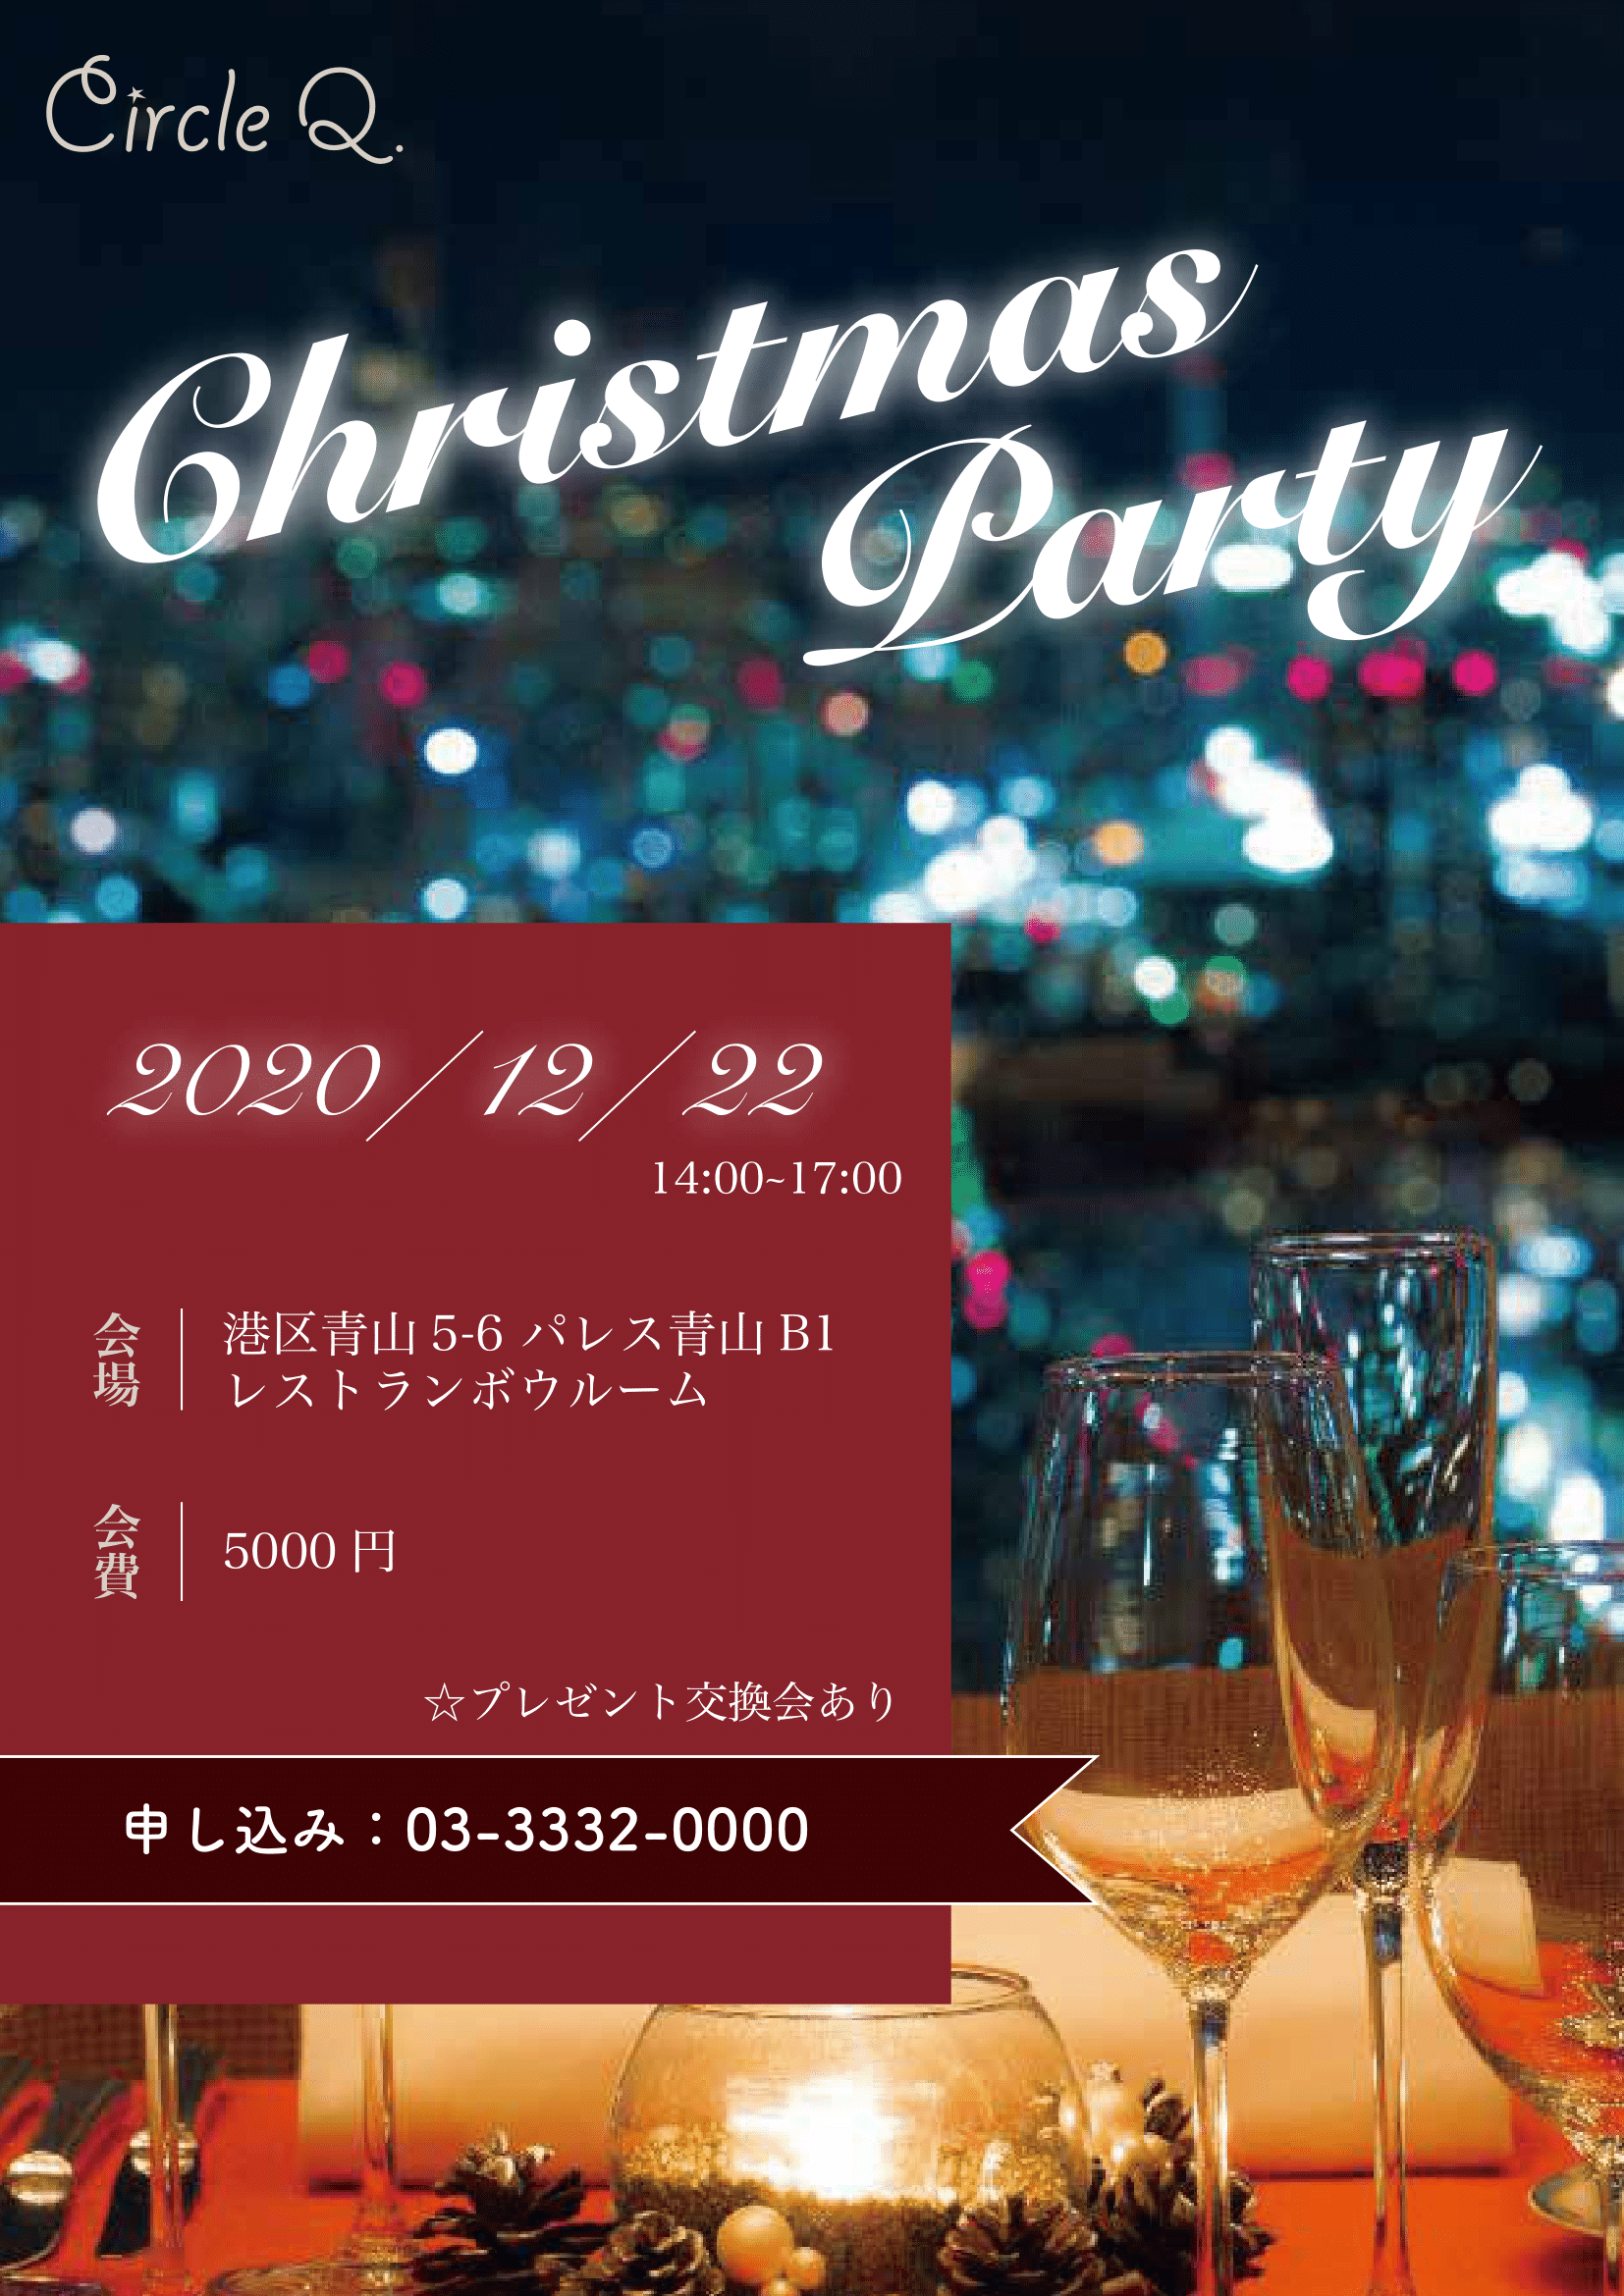 Circle Q.
Christmas
Party
2020/12/22
14:00~17:00
会場
港区青山 5-6 パレス青山 B1
レストランボウルーム
会費
5000 円
☆プレゼント交換会あり
申し込み：03-3332-0000